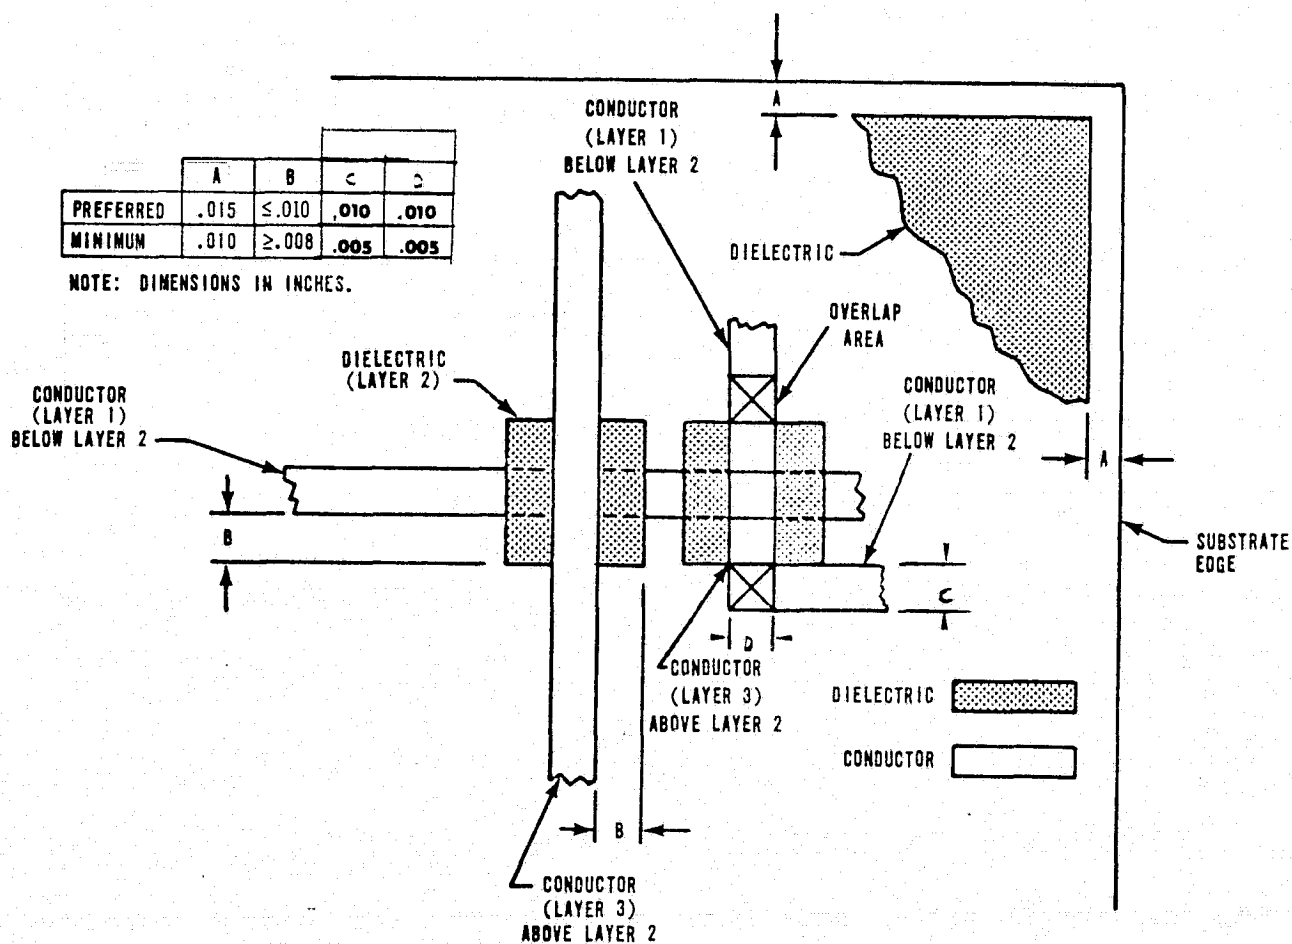 A
CONDUCTOR
(LAYER 1)
BELOW LAYER 2
A B C D
PREFERRED .015 ≤.010 .010 .010
MINIMUM .010 ≥.008 .005 .005
NOTE: DIMENSIONS IN INCHES.
DIELECTRIC
OVERLAP
AREA
DIELECTRIC
(LAYER 2)
CONDUCTOR
(LAYER 1)
BELOW LAYER 2
CONDUCTOR
(LAYER 1)
BELOW LAYER 2
A
B
SUBSTRATE
EDGE
C
D
CONDUCTOR
(LAYER 3)
ABOVE LAYER 2
DIELECTRIC
CONDUCTOR
B
CONDUCTOR
(LAYER 3)
ABOVE LAYER 2